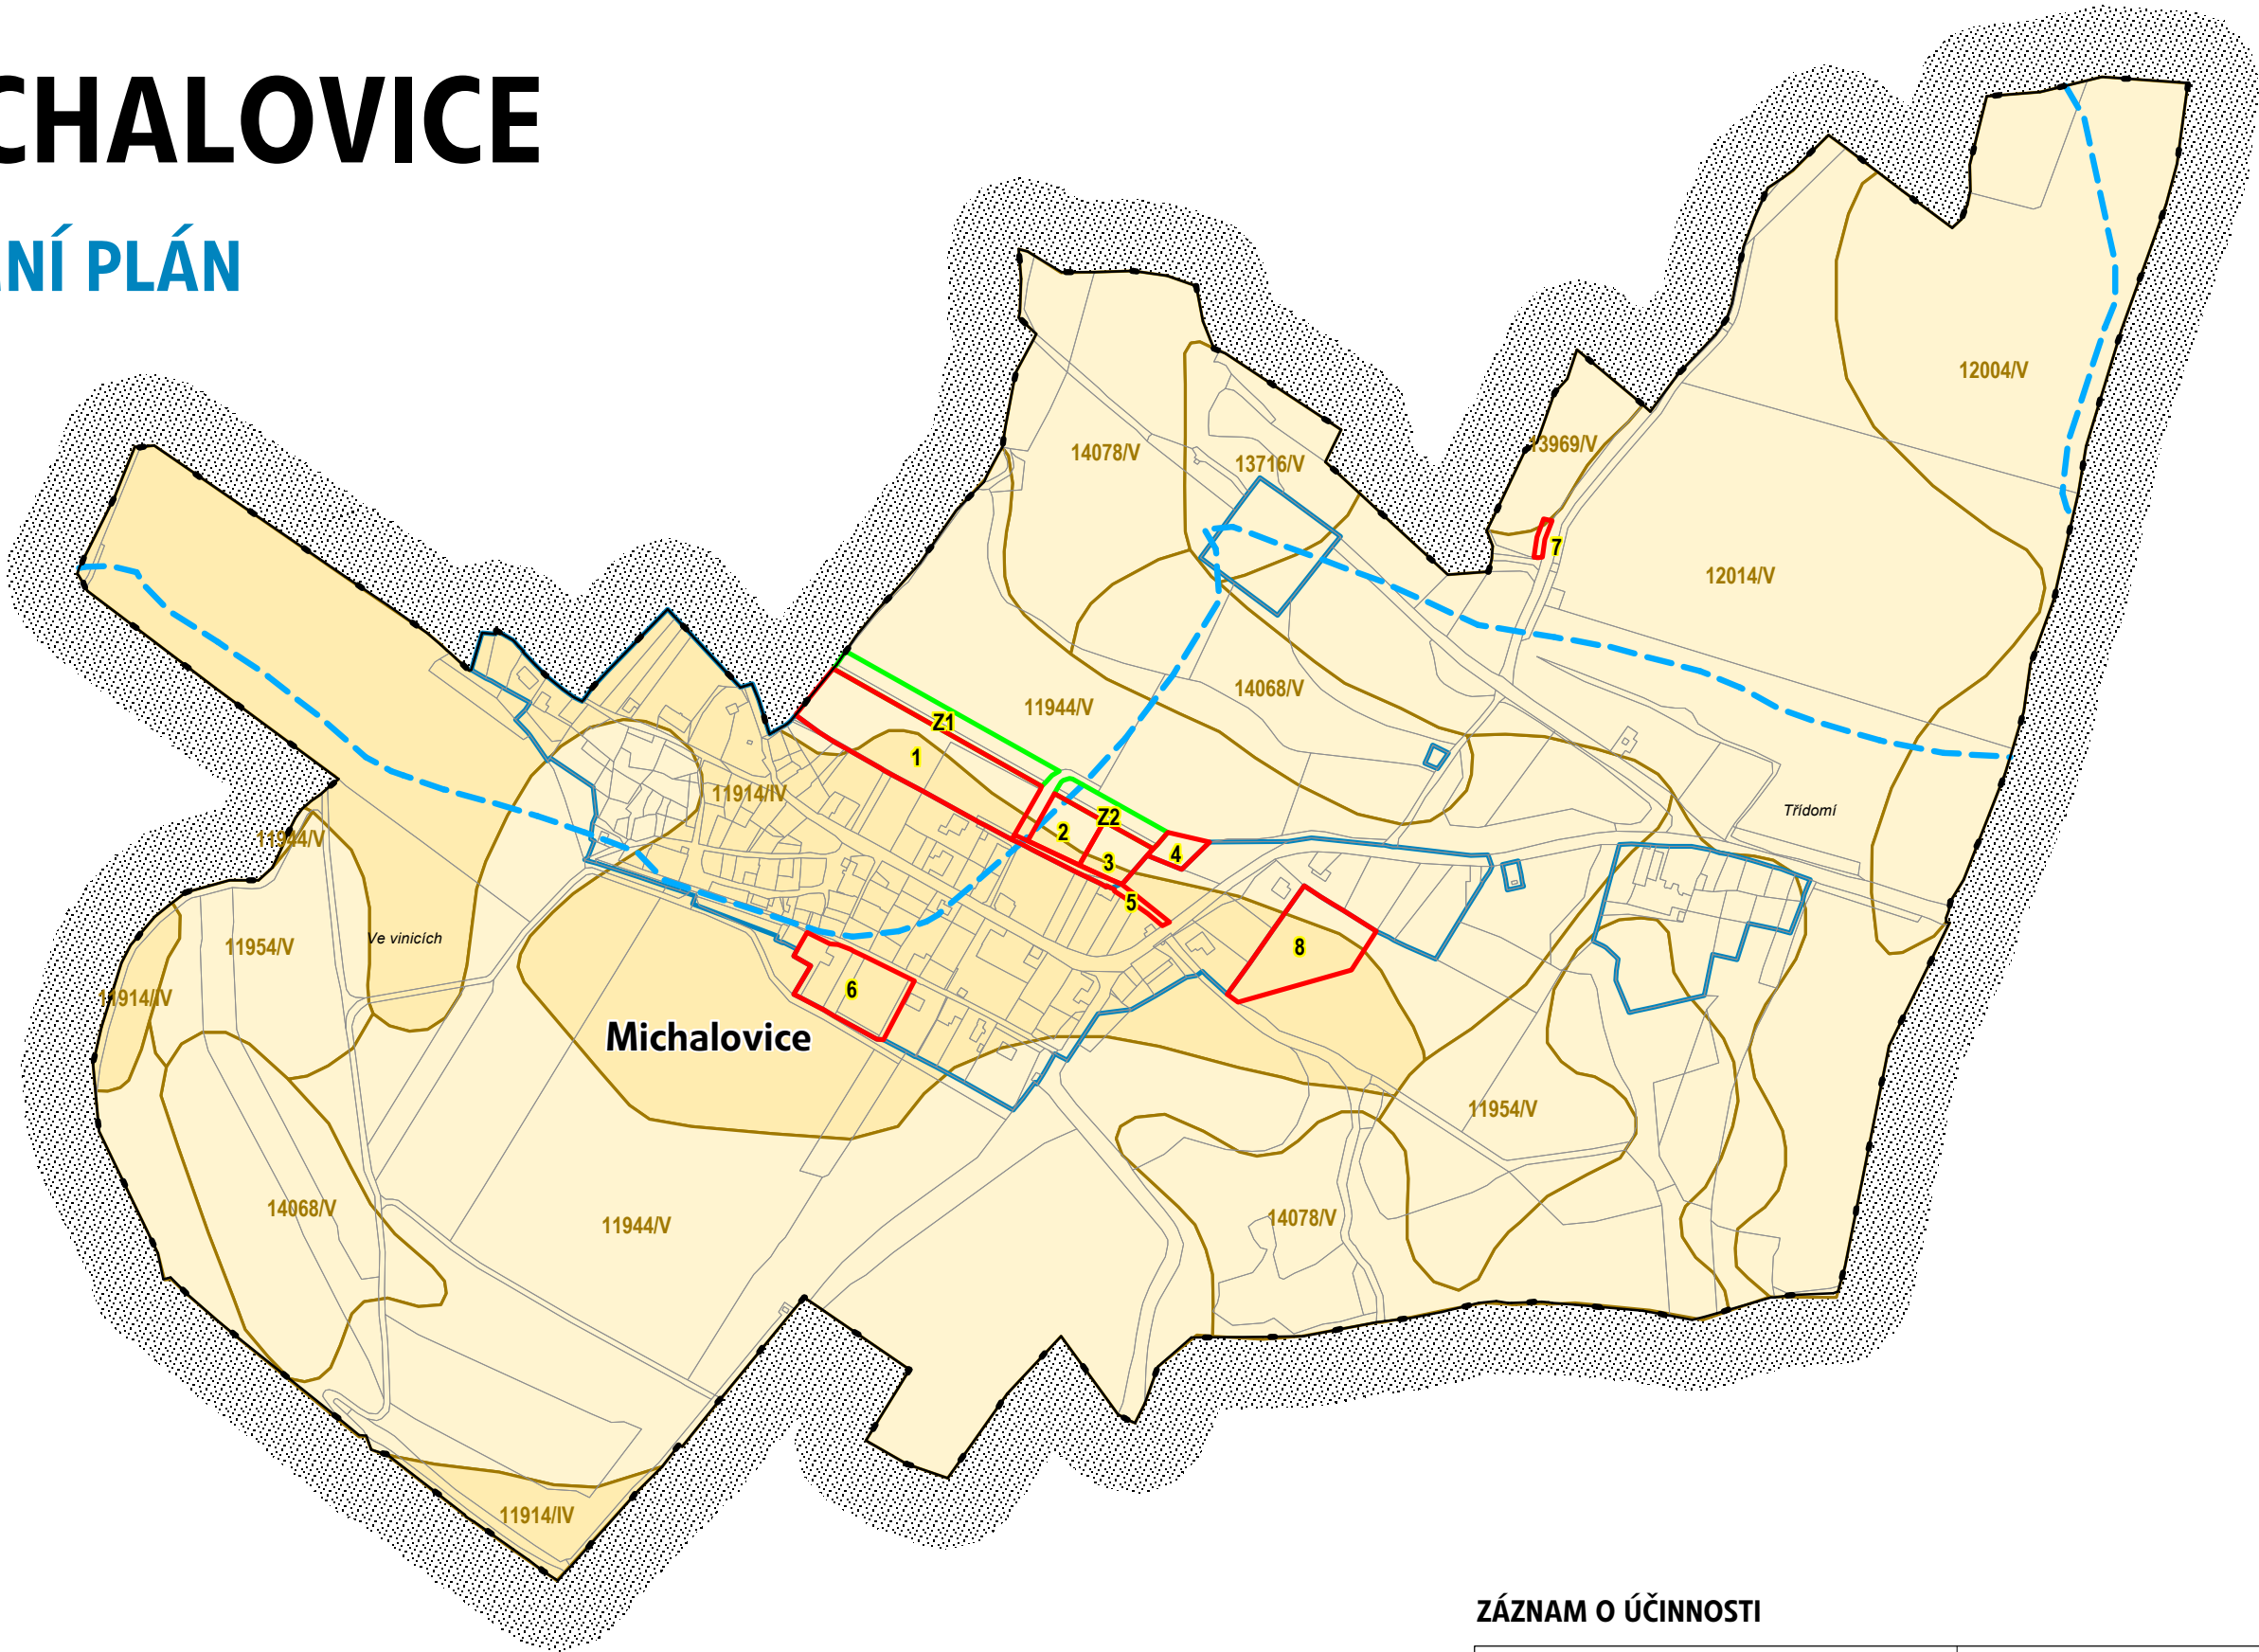 CHALOVICE
NÍ PLÁN
12004/V
13969/V
14078/V
13716/V
7
12014/V
14068/V
11944/V
Z1
1
11914/IV
Z2
2
3
4
5
Třídomí
11944/V
Ve vinicích
11954/V
8
6
11914/IV
Michalovice
11954/V
14068/V
11944/V
14078/V
11914/IV
ZÁZNAM O ÚČINNOSTI